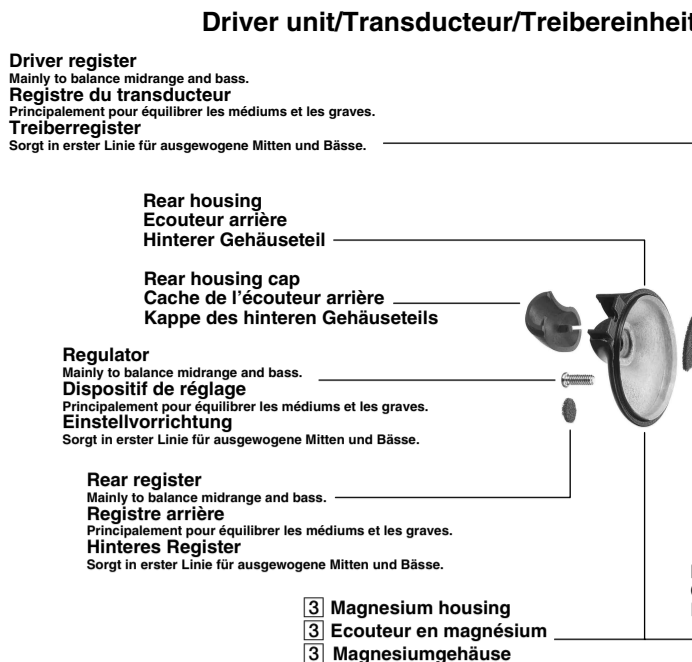 Driver unit/Transducteur/Treibereinheit
Driver register
Mainly to balance midrange and bass.
Registre du transducteur
Principalement pour équilibrer les médiums et les graves.
Treiberregister
Sorgt in erster Linie für ausgewogene Mitten und Bässe.
Rear housing
Ecouteur arrière
Hinterer Gehäuseteil
Rear housing cap
Cache de l’écouteur arrière
Kappe des hinteren Gehäuseteils
Regulator
Mainly to balance midrange and bass.
Dispositif de réglage
Principalement pour équilibrer les médiums et les graves.
Einstellvorrichtung
Sorgt in erster Linie für ausgewogene Mitten und Bässe.
Rear register
Mainly to balance midrange and bass.
Registre arrière
Principalement pour équilibrer les médiums et les graves.
Hinteres Register
Sorgt in erster Linie für ausgewogene Mitten und Bässe.
3 Magnesium housing
3 Ecouteur en magnésium
3 Magnesiumgehäuse